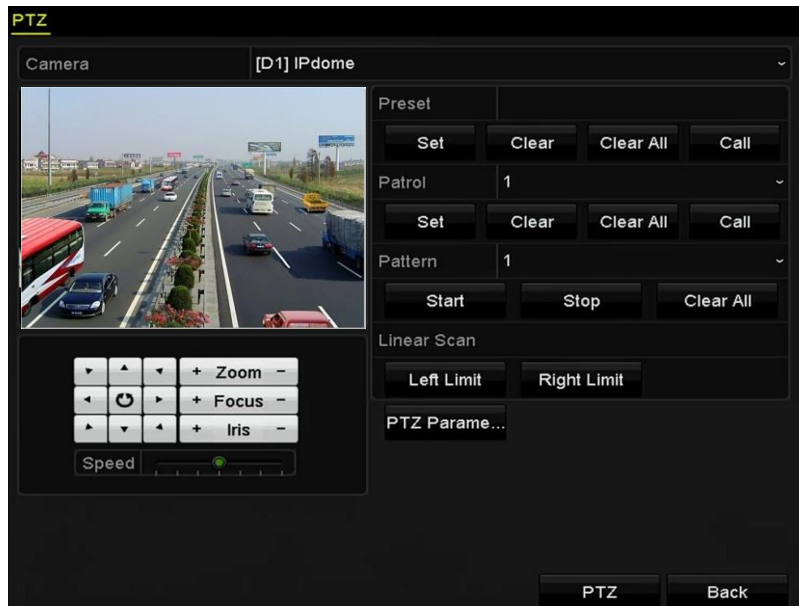 PTZ
Camera [D1] IPdome
Preset
Set Clear Clear All Call
Patrol 1
Set Clear Clear All Call
Pattern 1
Start Stop Clear All
Linear Scan
Left Limit Right Limit
PTZ Parame...
+ Zoom -
+ Focus -
+ Iris -
Speed
PTZ Back